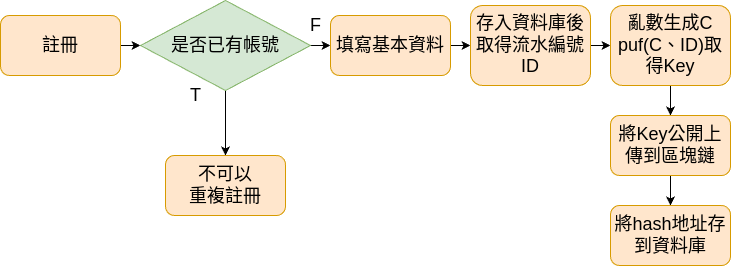 註冊
是否已有帳號
F
填寫基本資料
存入資料庫後
取得流水編號
ID
亂數生成C
puf(C、ID)取
得Key
T
不可以
重複註冊
將Key公開上
傳到區塊鏈
將hash地址存
到資料庫